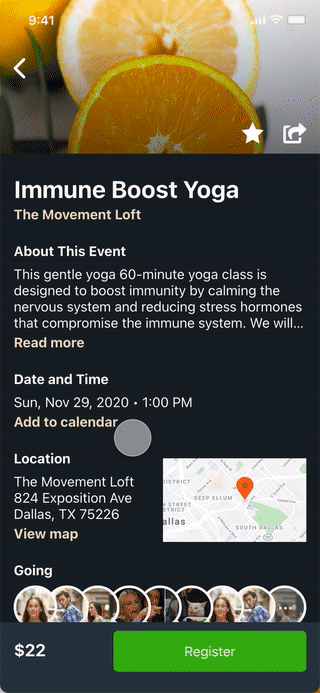 9:41
Immune Boost Yoga
The Movement Loft
About This Event
This gentle yoga 60-minute yoga class is
designed to boost immunity by calming the
nervous system and reducing stress hormones
that compromise the immune system. We will...
Read more
Date and Time
Sun, Nov 29, 2020 • 1:00 PM
Add to calendar
Location
The Movement Loft
824 Exposition Ave
Dallas, TX 75226
View map
DISTRICT
DEEP ELLUM
STREET
DISTRICT
allas
SOUTH DALLAS
Going
$22
Register